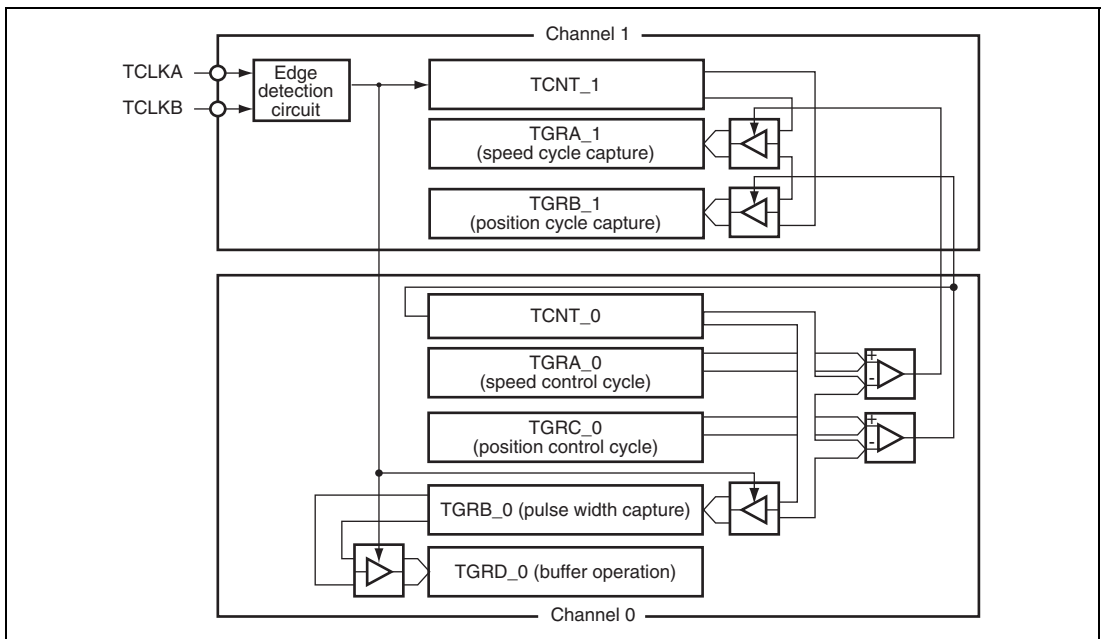 Channel 1
TCLKA
TCLKB
Edge
detection
circuit
TCNT_1
TGRA_1
(speed cycle capture)
TGRB_1
(position cycle capture)
TCNT_0
TGRA_0
(speed control cycle)
TGRC_0
(position control cycle)
+
-
+
-
TGRB_0 (pulse width capture)
TGRD_0 (buffer operation)
Channel 0